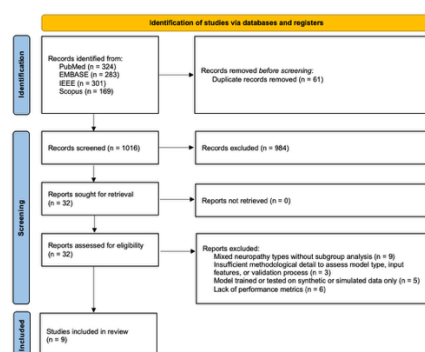 Identification of studies via databases and registers
Identification
Records identified from:
PubMed (n = 324)
EMBASE (n = 283)
IEEE (n = 301)
Scopus (n = 169)
Records removed before screening:
Duplicate records removed (n = 61)
Screening
Records screened (n = 1016)
Records excluded (n = 984)
Reports sought for retrieval
(n = 32)
Reports not retrieved (n = 0)
Reports assessed for eligibility
(n = 32)
Reports excluded:
Mixed neuropathy types without subgroup analysis (n = 9)
Insufficient methodological detail to assess model type, input
features, or validation process (n = 3)
Model trained or tested on synthetic or simulated data only (n = 5)
Lack of performance metrics (n = 6)
Included
Studies included in review
(n = 9)